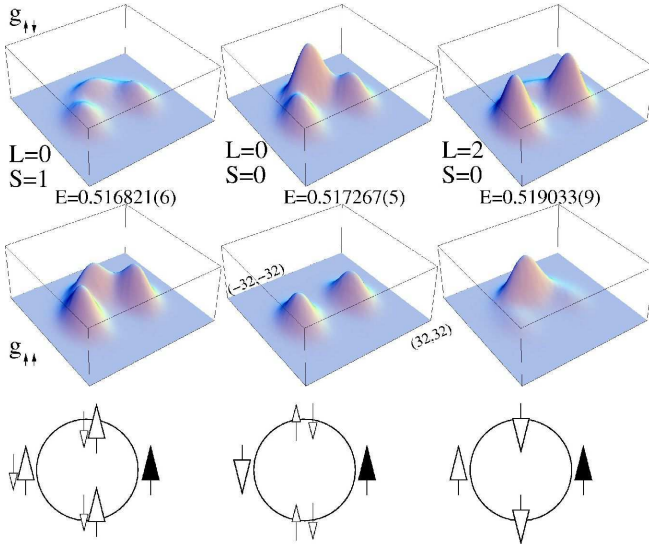 g↑↓
L=0
S=1
E=0.516821(6)
L=0
S=0
E=0.517267(5)
L=2
S=0
E=0.519033(9)
g↑↑
(−32,−32)
(32,32)